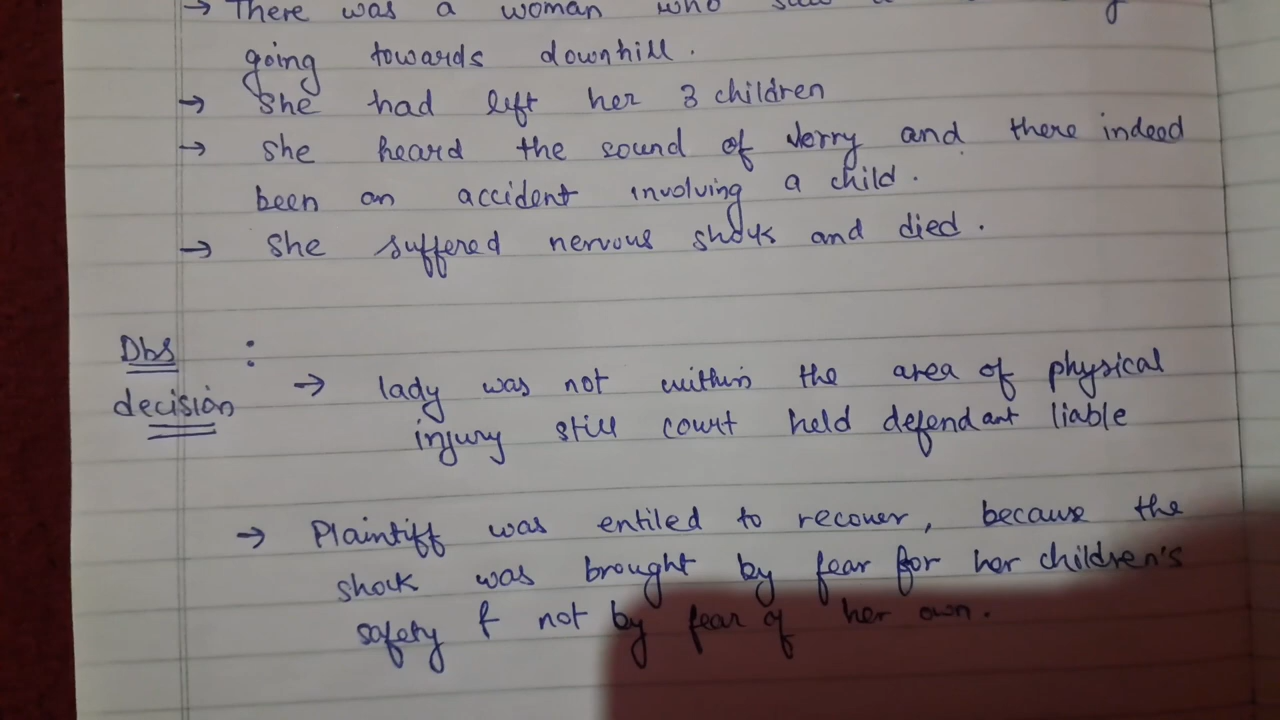 → There was a woman who
going towards downhill.
→ She had left her 3 children
→ she heard the sound of lorry and there indeed
been an accident involving a child.
→ she suffered nervous shock and died.
Dbs :
decision
→ lady was not within the area of physical
injury still court held defendant liable
→ Plaintiff was entiled to recover, because the
shock was brought by fear for her children's
safety & not by fear of her own.